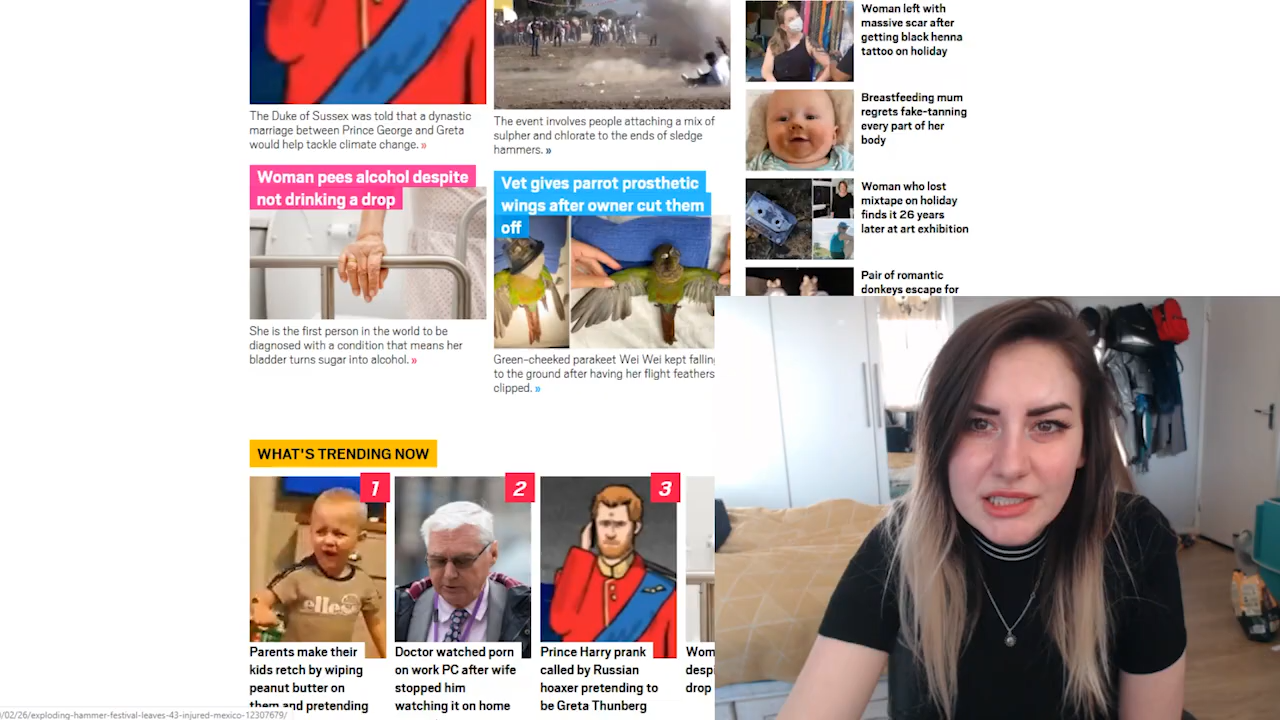 The Duke of Sussex was told that a dynastic
marriage between Prince George and Greta
would help tackle climate change. »
The event involves people attaching a mix of
sulpher and chlorate to the ends of sledge
hammers. »
Woman pees alcohol despite
not drinking a drop
She is the first person in the world to be
diagnosed with a condition that means her
bladder turns sugar into alcohol. »
Vet gives parrot prosthetic
wings after owner cut them
off
Green-cheeked parakeet Wei Wei kept falling
to the ground after having her flight feathers
clipped. »
Woman left with
massive scar after
getting black henna
tattoo on holiday
Breastfeeding mum
regrets fake-tanning
every part of her
body
Woman who lost
mixtape on holiday
finds it 26 years
later at art exhibition
Pair of romantic
donkeys escape for
WHAT'S TRENDING NOW
1
ellesse
Parents make their
kids retch by wiping
peanut butter on
them and pretending
2
Doctor watched porn
on work PC after wife
stopped him
watching it on home
3
Prince Harry prank
called by Russian
hoaxer pretending to
be Greta Thunberg
Wom
despi
drop
/02/26/exploding-hammer-festival-leaves-43-injured-mexico-12307679/